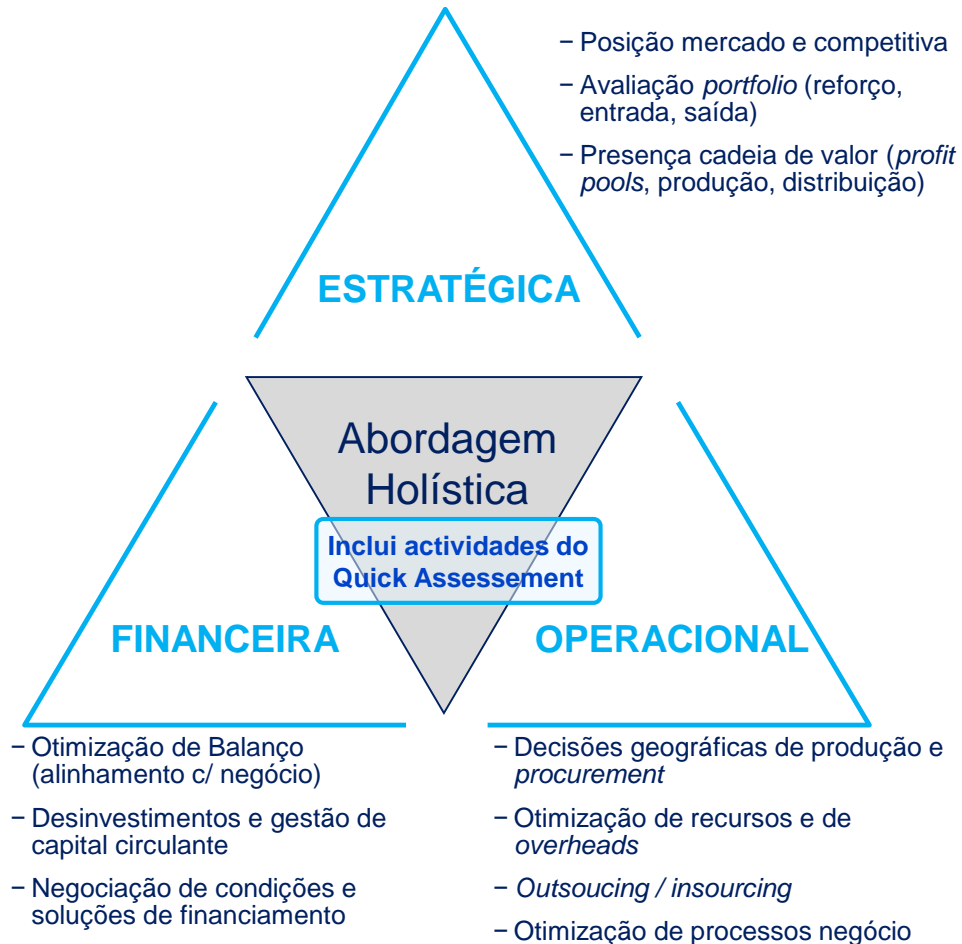 − Posição mercado e competitiva
− Avaliação portfolio (reforço,
entrada, saída)
− Presença cadeia de valor (profit
pools, produção, distribuição)
ESTRATÉGICA
Abordagem
Holística
Inclui actividades do
Quick Assessement
FINANCEIRA
OPERACIONAL
− Otimização de Balanço
(alinhamento c/ negócio)
− Desinvestimentos e gestão de
capital circulante
− Negociação de condições e
soluções de financiamento
− Decisões geográficas de produção e
procurement
− Otimização de recursos e de
overheads
− Outsoucing / insourcing
− Otimização de processos negócio